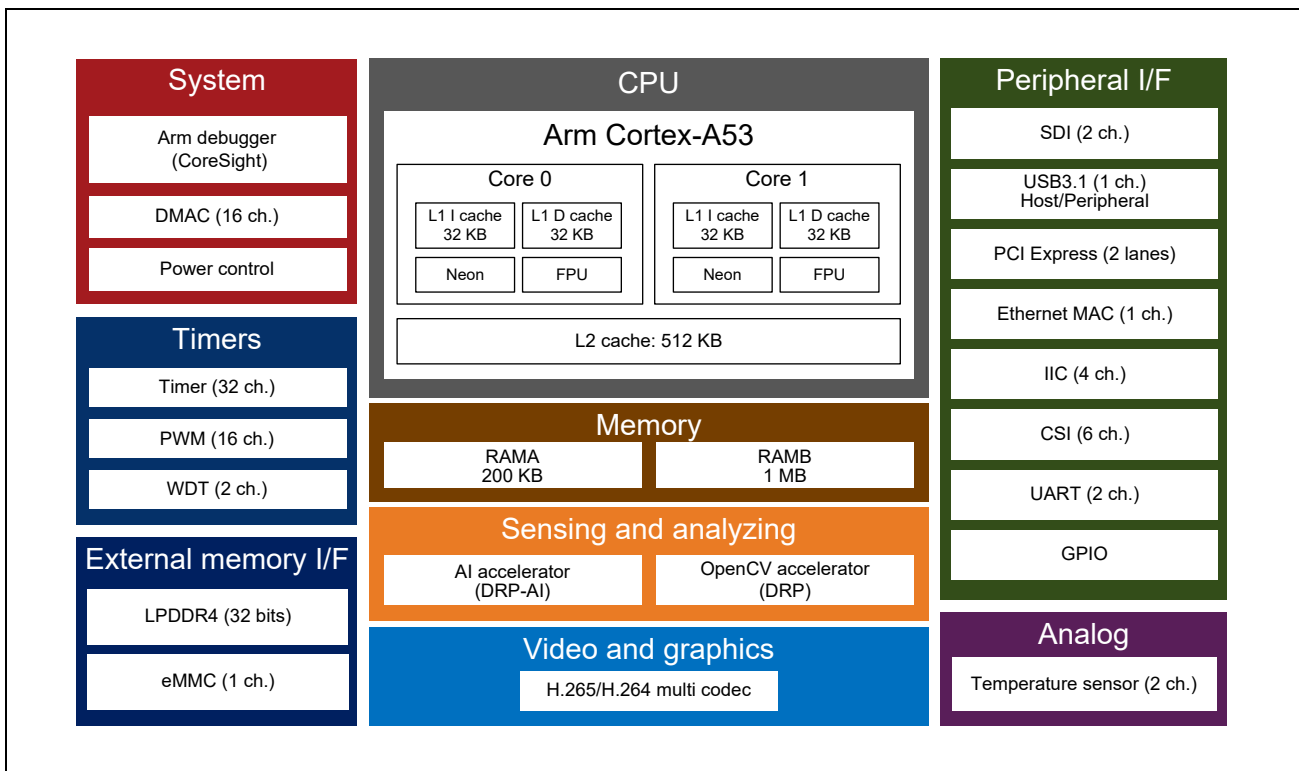 System
Arm debugger
(CoreSight)
DMAC (16 ch.)
Power control
Timers
Timer (32 ch.)
PWM (16 ch.)
WDT (2 ch.)
External memory I/F
LPDDR4 (32 bits)
eMMC (1 ch.)
CPU
Arm Cortex-A53
Core 0
L1 I cache
32 KB
L1 D cache
32 KB
Neon
FPU
Core 1
L1 I cache
32 KB
L1 D cache
32 KB
Neon
FPU
L2 cache: 512 KB
Memory
RAMA
200 KB
RAMB
1 MB
Sensing and analyzing
AI accelerator
(DRP-AI)
OpenCV accelerator
(DRP)
Video and graphics
H.265/H.264 multi codec
Peripheral I/F
SDI (2 ch.)
USB3.1 (1 ch.)
Host/Peripheral
PCI Express (2 lanes)
Ethernet MAC (1 ch.)
IIC (4 ch.)
CSI (6 ch.)
UART (2 ch.)
GPIO
Analog
Temperature sensor (2 ch.)